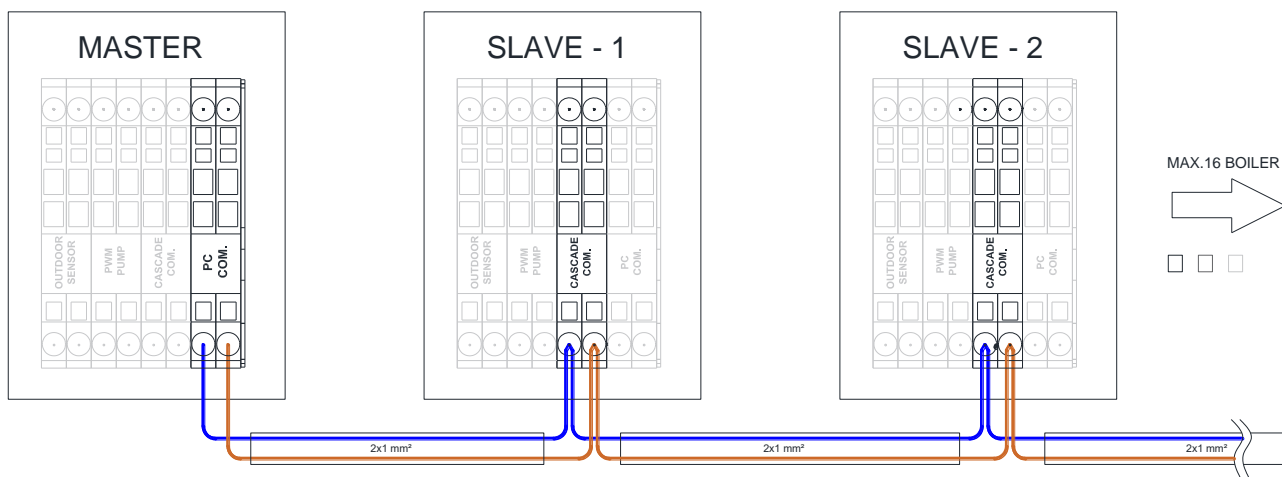 MASTER
SLAVE - 1
SLAVE - 2
MAX.16 BOILER
OUTDOOR
SENSOR
PWM
PUMP
CASCADE
COM.
PC
COM.
OUTDOOR
SENSOR
PWM
PUMP
CASCADE
COM.
PC
COM.
OUTDOOR
SENSOR
PWM
PUMP
CASCADE
COM.
PC
COM.
2x1 mm²
2x1 mm²
2x1 mm²